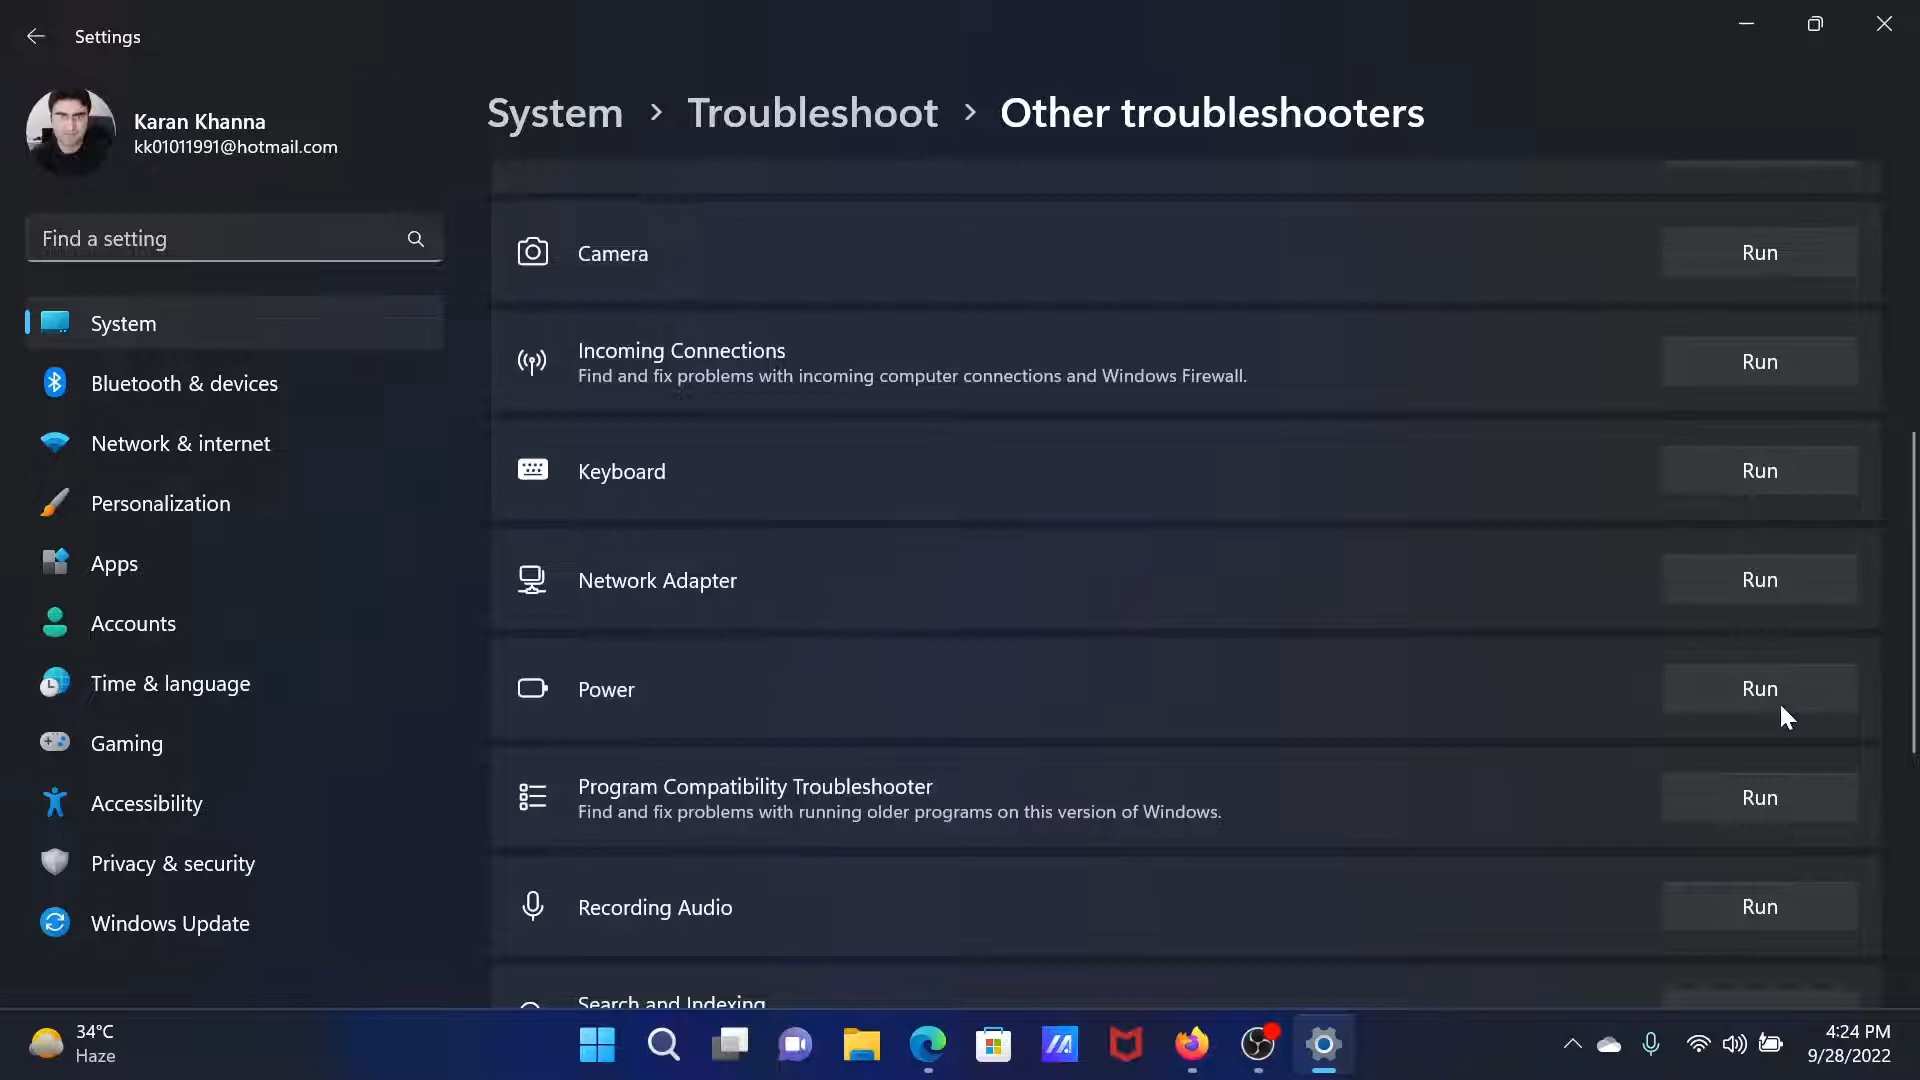 Settings
Karan Khanna
kk01011991@hotmail.com
Find a setting
System
Bluetooth & devices
Network & internet
Personalization
Apps
Accounts
Time & language
Gaming
Accessibility
Privacy & security
Windows Update
System > Troubleshoot > Other troubleshooters
Camera
Run
Incoming Connections
Find and fix problems with incoming computer connections and Windows Firewall.
Run
Keyboard
Run
Network Adapter
Run
Power
Run
Program Compatibility Troubleshooter
Find and fix problems with running older programs on this version of Windows.
Run
Recording Audio
Run
Search and Indexing
34°C
Haze
4:24 PM
9/28/2022